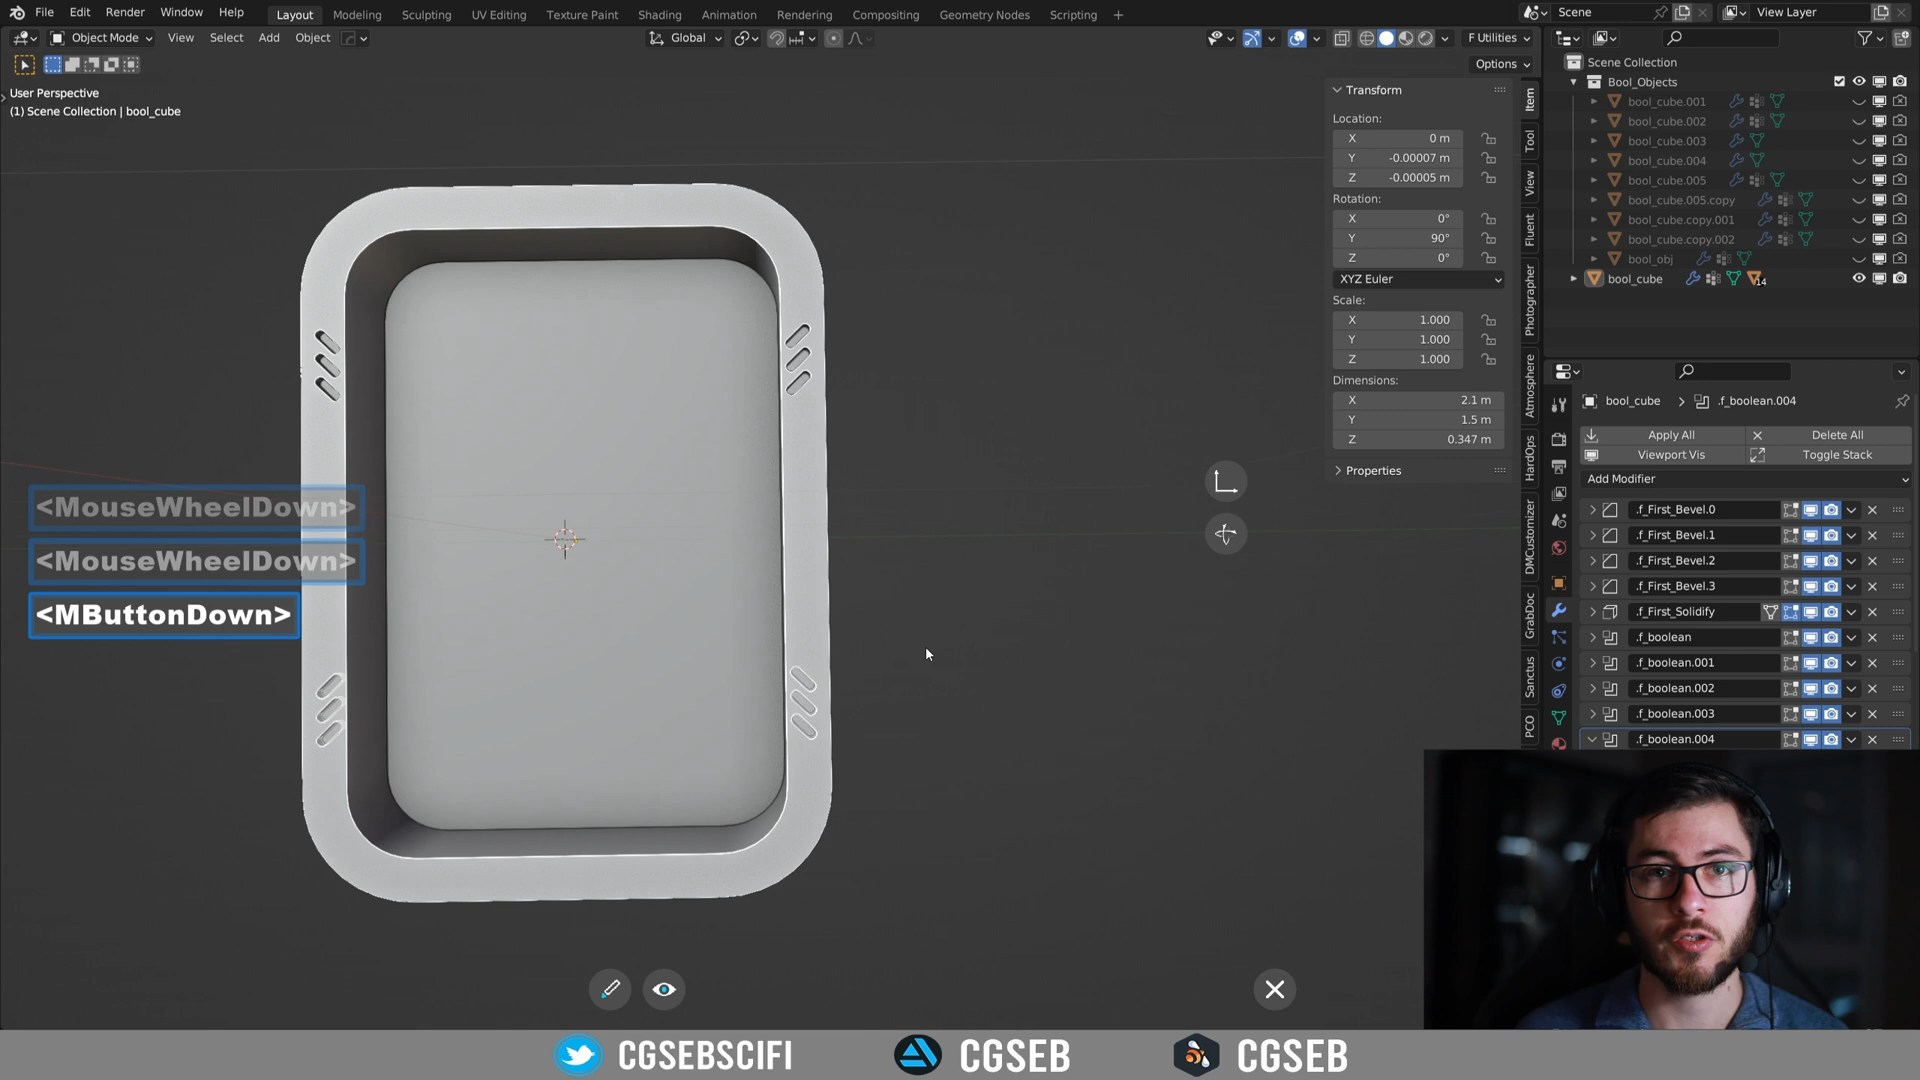 File Edit Render Window Help Layout Modeling Sculpting UV Editing Texture Paint Shading Animation Rendering Compositing Geometry Nodes Scripting + Scene View Layer
Object Mode View Select Add Object Global F Utilities
Options
User Perspective
(1) Scene Collection | bool_cube
Transform
Location:
X 0 m
Y -0.00007 m
Z -0.00005 m
Rotation:
X 0°
Y 90°
Z 0°
XYZ Euler
Scale:
X 1.000
Y 1.000
Z 1.000
Dimensions:
X 2.1 m
Y 1.5 m
Z 0.347 m
Properties
Item
Tool
View
Fluent
Photographer
Atmosphere
HardOps
DMCustomizer
GrabDoc
Sanctus
PCO
Scene Collection
Bool_Objects
bool_cube.001
bool_cube.002
bool_cube.003
bool_cube.004
bool_cube.005
bool_cube.005.copy
bool_cube.copy.001
bool_cube.copy.002
bool_obj
bool_cube 14
bool_cube > .f_boolean.004
Apply All Delete All
Viewport Vis Toggle Stack
Add Modifier
.f_First_Bevel.0
.f_First_Bevel.1
.f_First_Bevel.2
.f_First_Bevel.3
.f_First_Solidify
.f_boolean
.f_boolean.001
.f_boolean.002
.f_boolean.003
.f_boolean.004
<MouseWheelDown>
<MouseWheelDown>
<MButtonDown>
CGSEBSCIFI CGSEB CGSEB